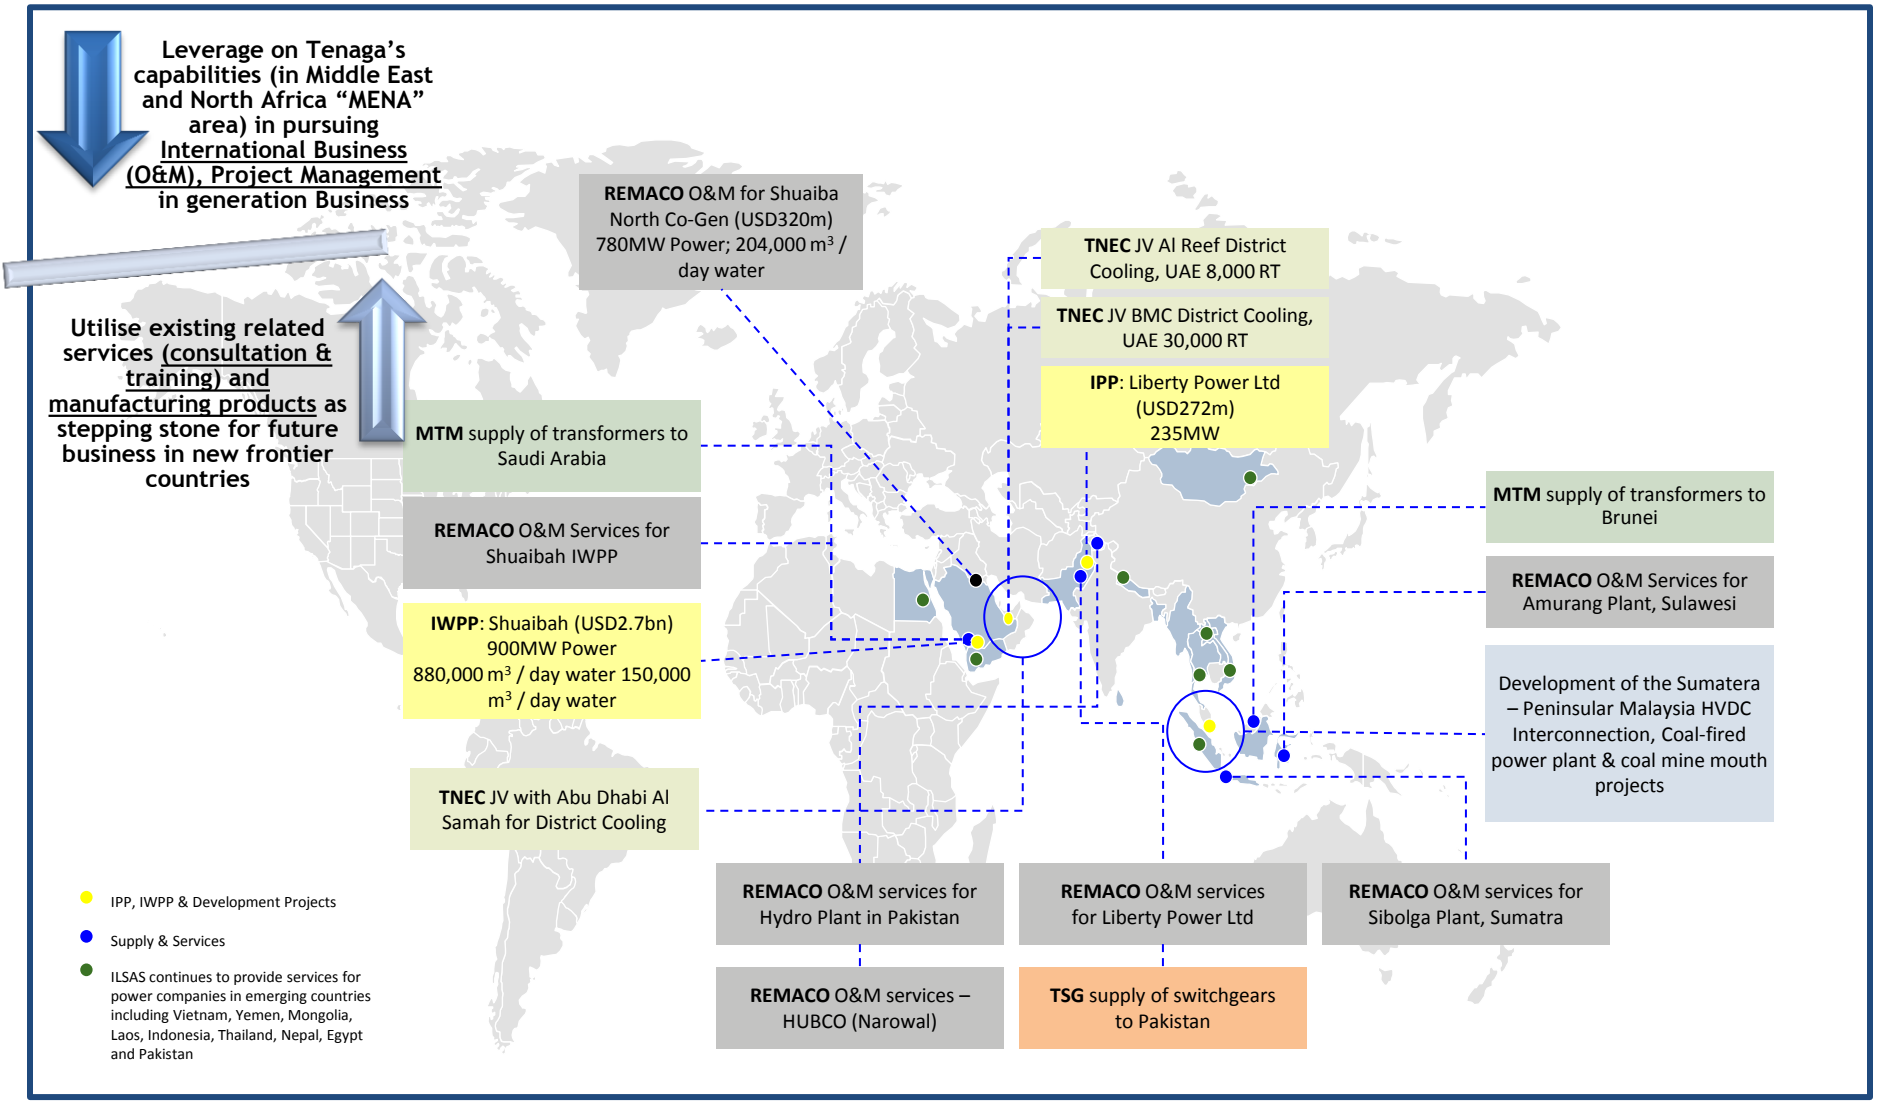 Leverage on Tenaga’s
capabilities (in Middle East
and North Africa “MENA”
area) in pursuing
International Business
(O&M), Project Management
in generation Business
Utilise existing related
services (consultation &
training) and
manufacturing products as
stepping stone for future
business in new frontier
countries
REMACO O&M for Shuaiba
North Co-Gen (USD320m)
780MW Power; 204,000 m³ /
day water
TNEC JV Al Reef District
Cooling, UAE 8,000 RT
TNEC JV BMC District Cooling,
UAE 30,000 RT
IPP: Liberty Power Ltd
(USD272m)
235MW
MTM supply of transformers to
Saudi Arabia
REMACO O&M Services for
Shuaibah IWPP
IWPP: Shuaibah (USD2.7bn)
900MW Power
880,000 m³ / day water 150,000
m³ / day water
TNEC JV with Abu Dhabi Al
Samah for District Cooling
MTM supply of transformers to
Brunei
REMACO O&M Services for
Amurang Plant, Sulawesi
Development of the Sumatera
– Peninsular Malaysia HVDC
Interconnection, Coal-fired
power plant & coal mine mouth
projects
REMACO O&M services for
Hydro Plant in Pakistan
REMACO O&M services
for Liberty Power Ltd
REMACO O&M services for
Sibolga Plant, Sumatra
REMACO O&M services –
HUBCO (Narowal)
TSG supply of switchgears
to Pakistan
IPP, IWPP & Development Projects
Supply & Services
ILSAS continues to provide services for
power companies in emerging countries
including Vietnam, Yemen, Mongolia,
Laos, Indonesia, Thailand, Nepal, Egypt
and Pakistan